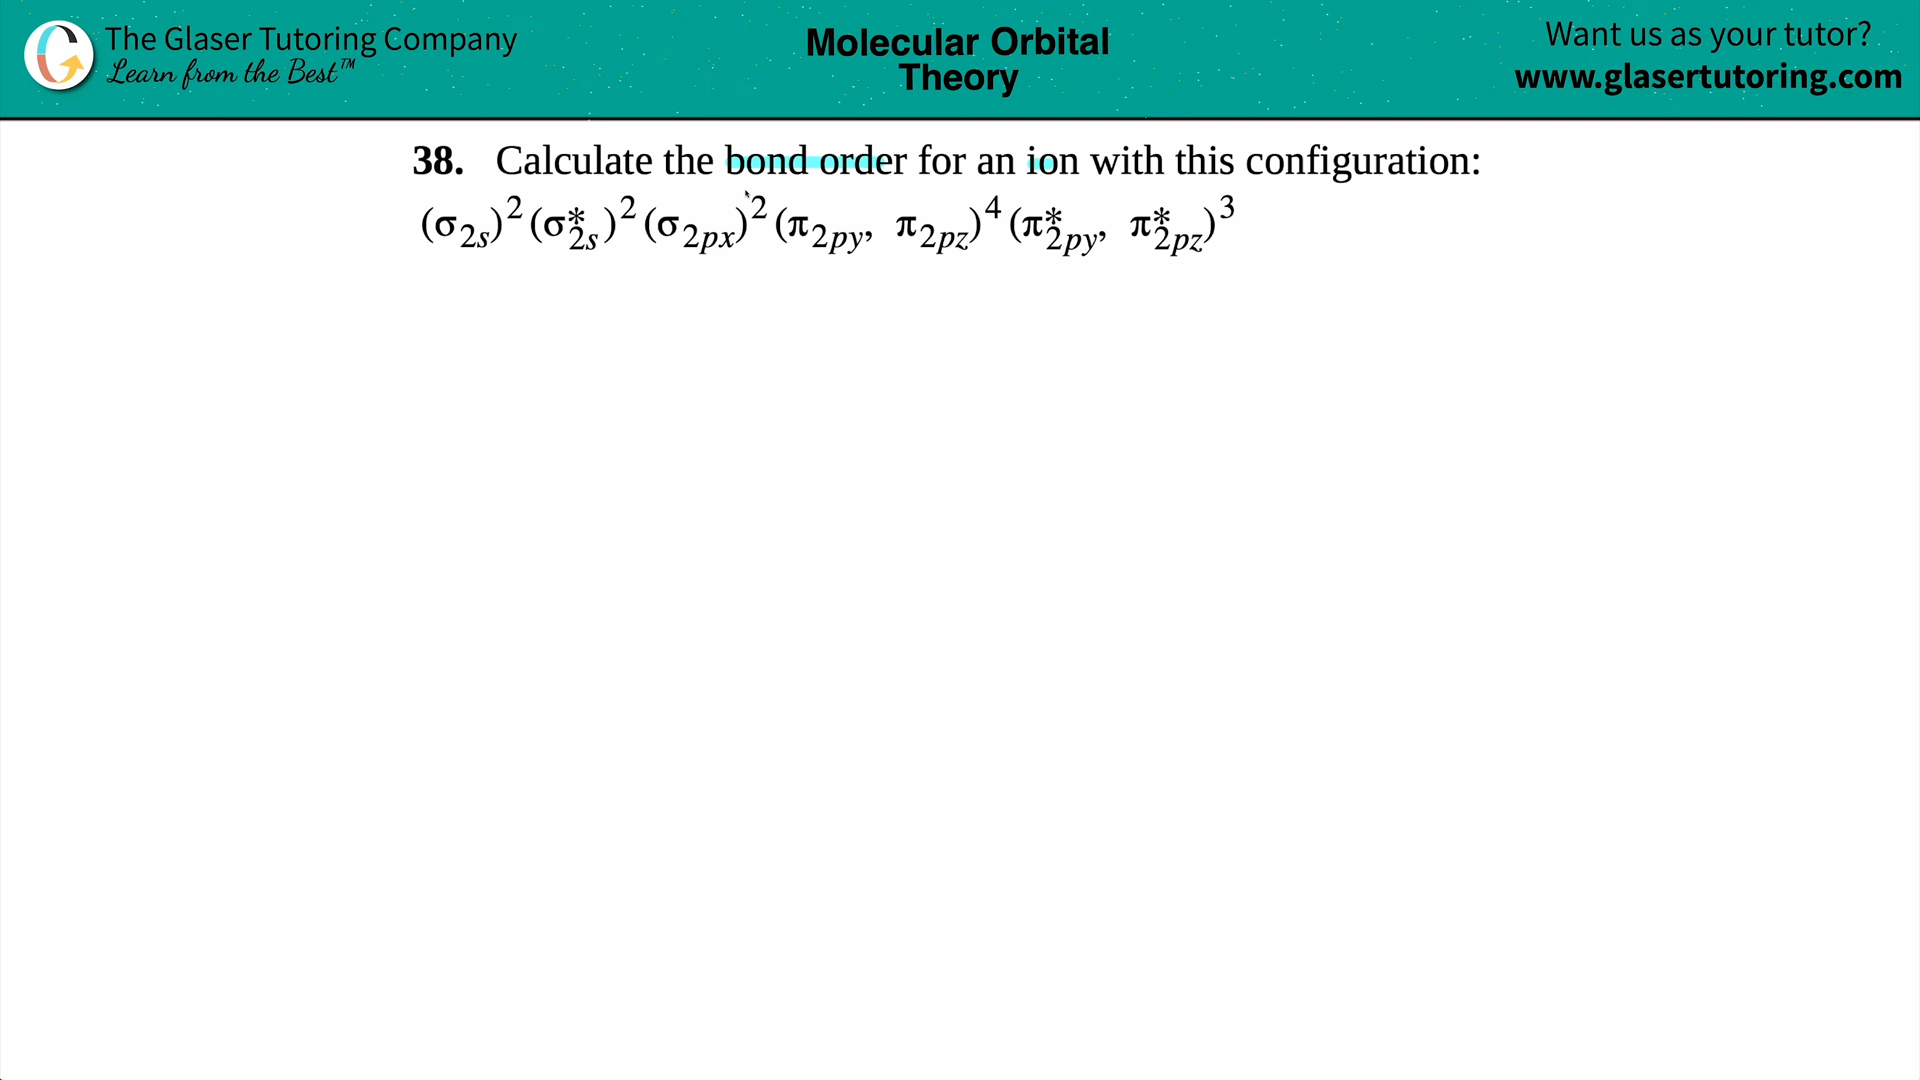 The Glaser Tutoring Company
Learn from the Best™
Molecular Orbital
Theory
Want us as your tutor?
www.glasertutoring.com
38. Calculate the bond order for an ion with this configuration:
(σ₂ₛ)²(σ*₂ₛ)²(σ₂ₚₓ)²(π₂py, π₂pz)⁴(π*₂py, π*₂pz)³